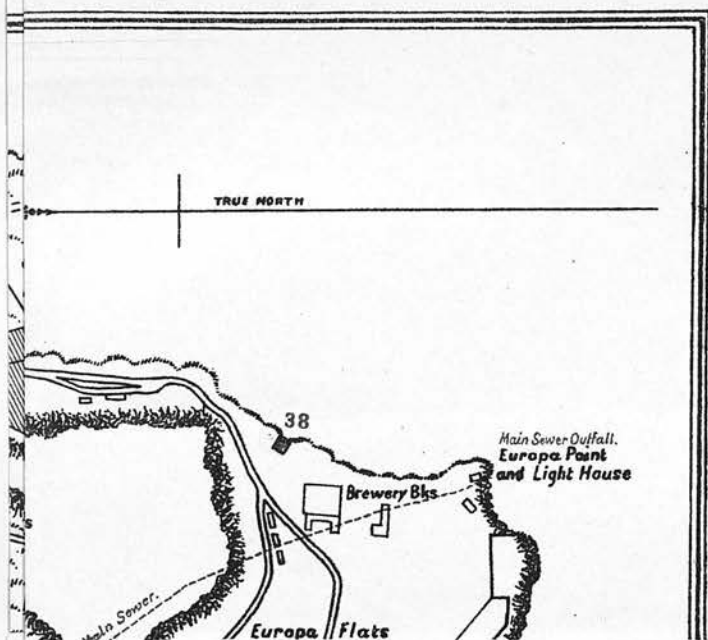 TRUE NORTH
38
Main Sewer Outfall.
Europa Point
and Light House
Brewery Bks
s
Main Sewer.
Europa Flats